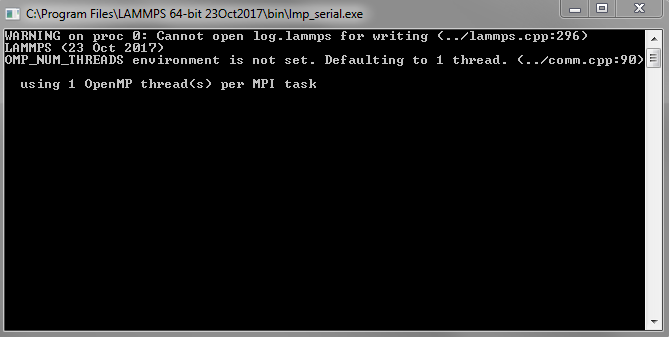 C:\Program Files\LAMMPS 64-bit 23Oct2017\bin\lmp_serial.exe
WARNING on proc 0: Cannot open log.lammps for writing (../lammps.cpp:296)
LAMMPS (23 Oct 2017)
OMP_NUM_THREADS environment is not set. Defaulting to 1 thread. (../comm.cpp:90)
using 1 OpenMP thread(s) per MPI task